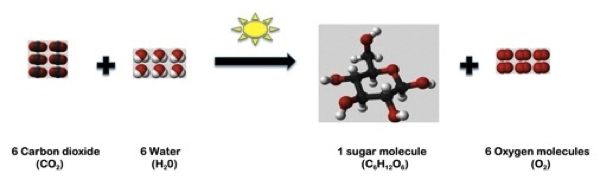 6 Carbon dioxide
(CO₂)
6 Water
(H₂0)
1 sugar molecule
(C₆H₁₂O₆)
6 Oxygen molecules
(O₂)